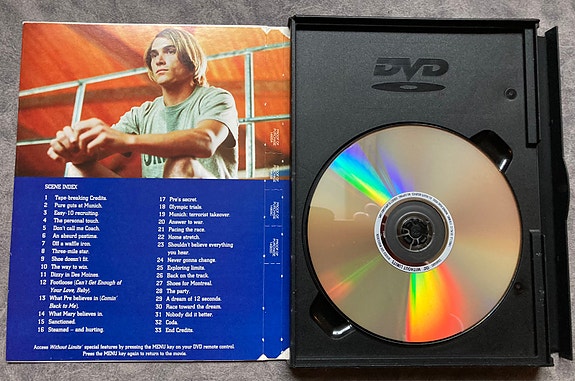 SCENE INDEX
1 Tape-breaking Credits.
2 Pure guts at Munich.
3 Easy-10 recruiting.
4 The personal touch.
5 Don't call me Coach.
6 An absurd pastime.
7 Off a waffle iron.
8 Three-mile star.
9 Shoe doesn't fit.
10 The way to win.
11 Dizzy in Des Moines.
12 Footloose (Can't Get Enough of
Your Love, Baby).
13 What Pre believes in (Comin'
Back to Me).
14 What Mary believes in.
15 Sanctioned.
16 Steamed – and hurting.
17 Pre's secret.
18 Olympic trials.
19 Munich: terrorist takeover.
20 Answer to war.
21 Pacing the race.
22 Home stretch.
23 Shouldn't believe everything
you hear.
24 Never gonna change.
25 Exploring limits.
26 Back on the track.
27 Shoes for Montreal.
28 The party.
29 A dream of 12 seconds.
30 Race toward the dream.
31 Nobody did it better.
32 Coda.
33 End Credits.
Access Without Limits' special features by pressing the MENU key on your DVD remote control.
Press the MENU key again to return to the movie.
DVD